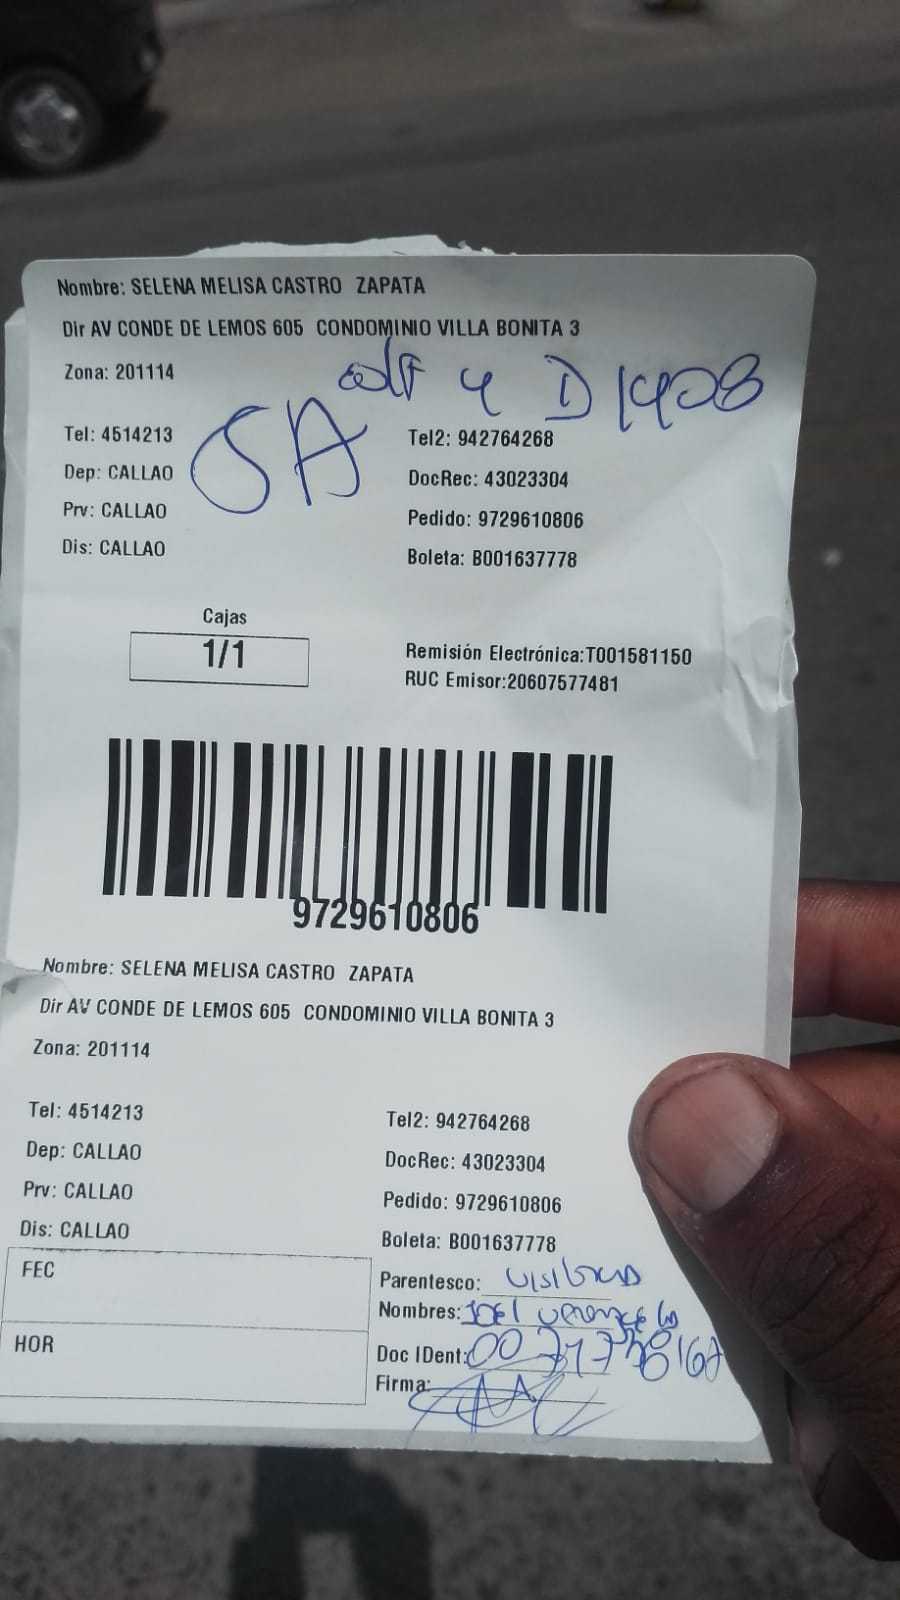 Nombre: SELENA MELISA CASTRO ZAPATA
Dir AV CONDE DE LEMOS 605 CONDOMINIO VILLA BONITA 3
Zona: 201114
4 D 1408
Tel: 4514213
Tel2: 942764268
Dep: CALLAO
DocRec: 43023304
Prv: CALLAO
Pedido: 9729610806
Dis: CALLAO
Boleta: B001637778
Cajas
1/1
Remisión Electrónica:T001581150
RUC Emisor:20607577481
9729610806
Nombre: SELENA MELISA CASTRO ZAPATA
Dir AV CONDE DE LEMOS 605 CONDOMINIO VILLA BONITA 3
Zona: 201114
Tel: 4514213
Tel2: 942764268
Dep: CALLAO
DocRec: 43023304
Prv: CALLAO
Pedido: 9729610806
Dis: CALLAO
Boleta: B001637778
FEC
Parentesco:
Nombres: JOEl
HOR
Doc IDent:
Firma: